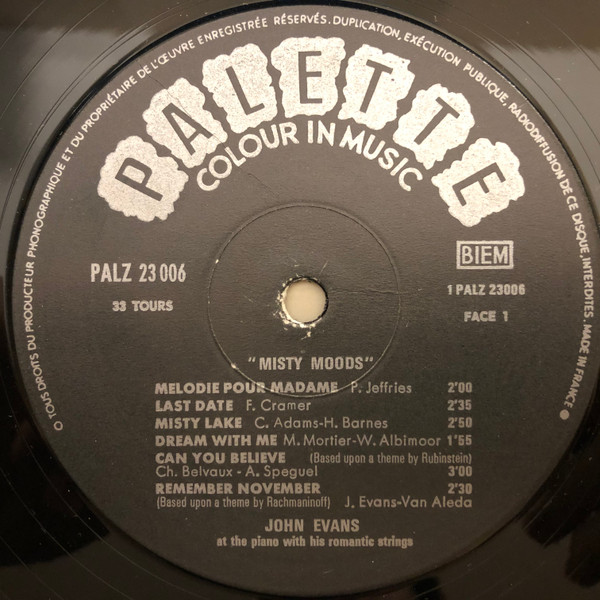 TOUS DROITS DU PRODUCTEUR PHONOGRAPHIQUE ET DU PROPRIÉTAIRE DE L'ŒUVRE ENREGISTRÉE RÉSERVÉS. DUPLICATION, EXÉCUTION PUBLIQUE, RADIODIFFUSION DE CE DISQUE, INTERDITES. MADE IN FRANCE
PALETTE
COLOUR IN MUSIC
PALZ 23 006
BIEM
33 TOURS
1 PALZ 23006
FACE 1
"MISTY MOODS"
MELODIE POUR MADAME P. Jeffries 2'00
LAST DATE F. Cramer 2'35
MISTY LAKE C. Adams-H. Barnes 2'50
DREAM WITH ME M. Mortier-W. Albimoor 1'55
CAN YOU BELIEVE (Based upon a theme by Rubinstein)
Ch. Belvaux - A. Speguel 3'00
REMEMBER NOVEMBER 2'30
(Based upon a theme by Rachmaninoff) J. Evans-Van Aleda
JOHN EVANS
at the piano with his romantic strings